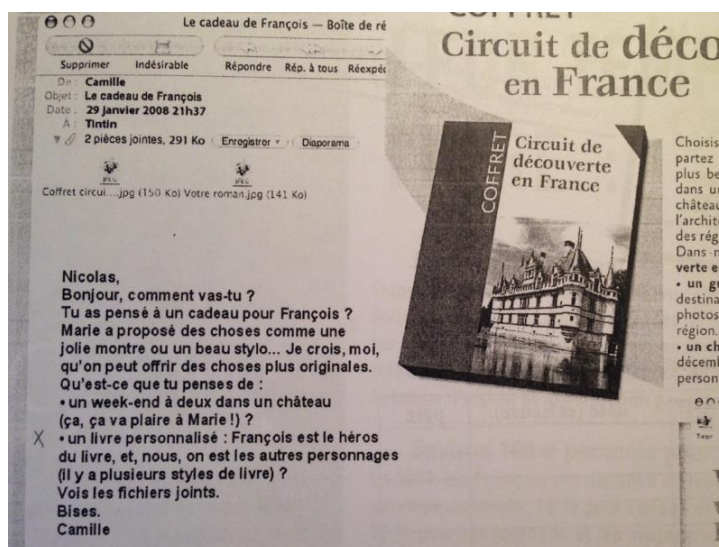 Le cadeau de François — Boîte de ré
Supprimer Indésirable Répondre Rép. à tous Réexpéd
De : Camille
Objet : Le cadeau de François
Date : 29 janvier 2008 21h37
À : Tintin
2 pièces jointes, 291 Ko Enregistrer Diaporama
Coffret circui....jpg (150 Ko) Votre roman.jpg (141 Ko)
Nicolas,
Bonjour, comment vas-tu ?
Tu as pensé à un cadeau pour François ?
Marie a proposé des choses comme une
jolie montre ou un beau stylo... Je crois, moi,
qu'on peut offrir des choses plus originales.
Qu'est-ce que tu penses de :
• un week-end à deux dans un château
(ça, ça va plaire à Marie !) ?
X • un livre personnalisé : François est le héros
du livre, et, nous, on est les autres personnages
(il y a plusieurs styles de livre) ?
Vois les fichiers joints.
Bises.
Camille
COFFRET
Circuit de déco
en France
COFFRET
Circuit de
découverte
en France
Choisis
partez
plus be
dans u
château
l'archit
des rég
Dans
verte e
• un g
destina
photos
région.
• un ch
décemb
person